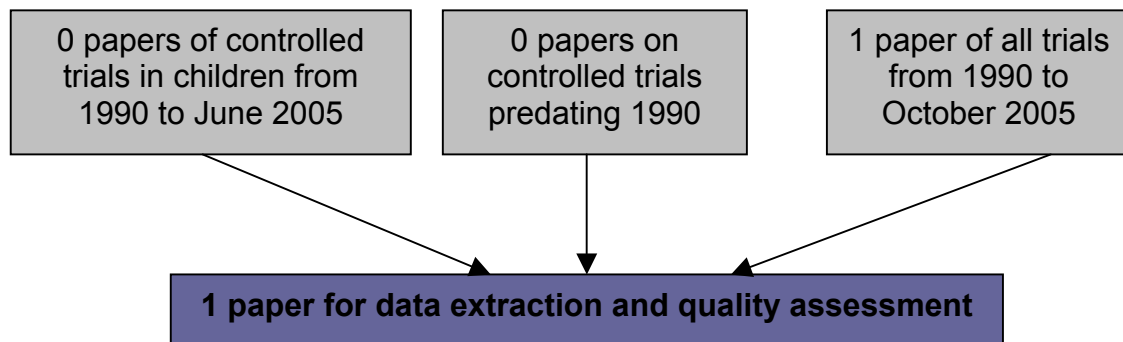 0 papers of controlled
trials in children from
1990 to June 2005
0 papers on
controlled trials
predating 1990
1 paper of all trials
from 1990 to
October 2005
1 paper for data extraction and quality assessment